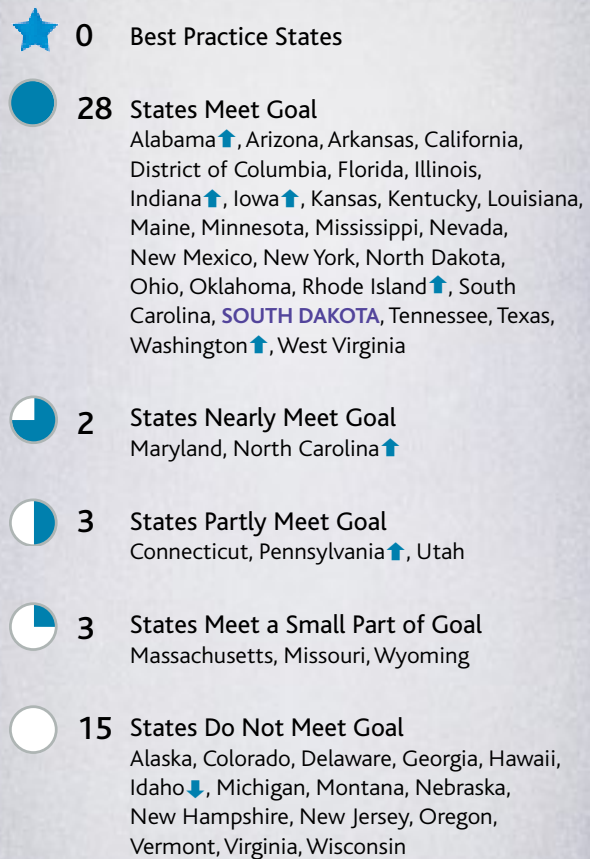 0 Best Practice States
28 States Meet Goal
Alabama⬆, Arizona, Arkansas, California,
District of Columbia, Florida, Illinois,
Indiana⬆, Iowa⬆, Kansas, Kentucky, Louisiana,
Maine, Minnesota, Mississippi, Nevada,
New Mexico, New York, North Dakota,
Ohio, Oklahoma, Rhode Island⬆, South
Carolina, SOUTH DAKOTA, Tennessee, Texas,
Washington⬆, West Virginia
2 States Nearly Meet Goal
Maryland, North Carolina⬆
3 States Partly Meet Goal
Connecticut, Pennsylvania⬆, Utah
3 States Meet a Small Part of Goal
Massachusetts, Missouri, Wyoming
15 States Do Not Meet Goal
Alaska, Colorado, Delaware, Georgia, Hawaii,
Idaho⬇, Michigan, Montana, Nebraska,
New Hampshire, New Jersey, Oregon,
Vermont, Virginia, Wisconsin